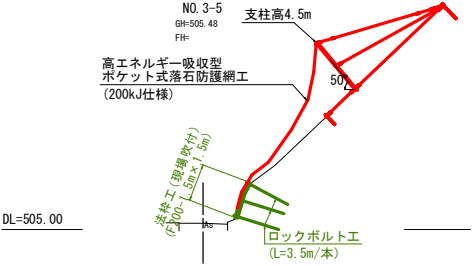 NO.3-5
GH=505.48
FH=
支柱高4.5m
高エネルギー吸収型
ポケット式落石防護網工
(200kJ仕様)
50°
法枠工(現場吹付)
(F200-1.5m×1.5m)
As
DL=505.00
ロックボルト工
(L=3.5m/本)